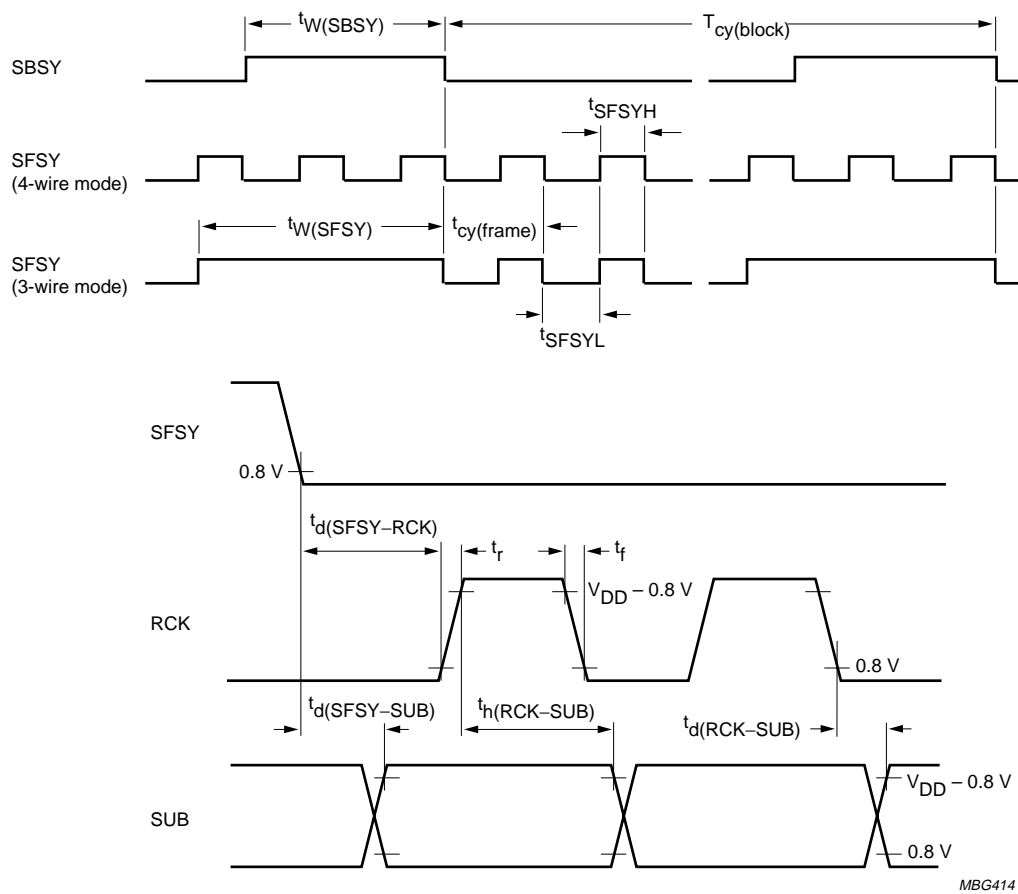 tW(SBSY)
Tcy(block)
SBSY
tSFSYH
SFSY
(4-wire mode)
tW(SFSY)
tcy(frame)
SFSY
(3-wire mode)
tSFSYL
SFSY
0.8 V
td(SFSY–RCK)
tr
tf
VDD – 0.8 V
RCK
0.8 V
td(SFSY–SUB)
th(RCK–SUB)
td(RCK–SUB)
VDD – 0.8 V
SUB
0.8 V
MBG414